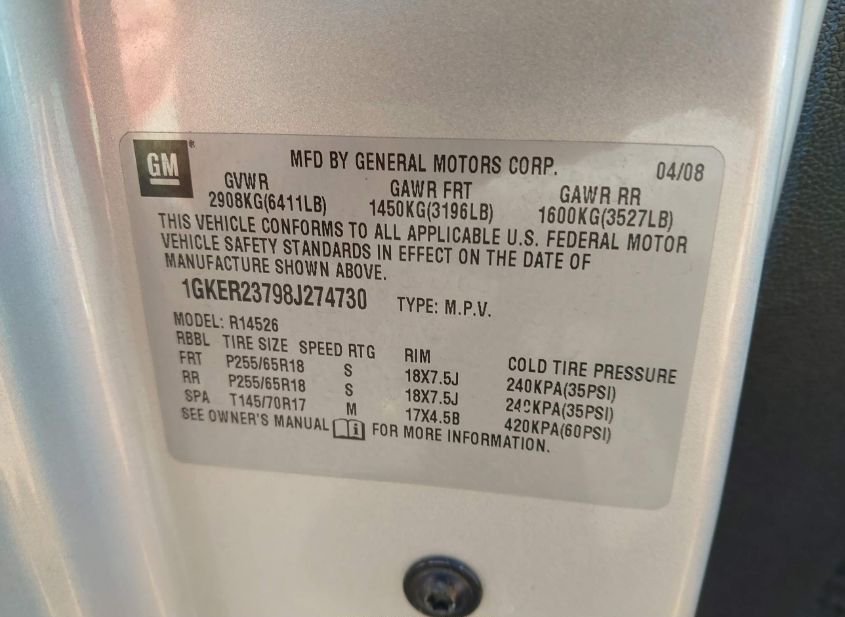 GM
MFD BY GENERAL MOTORS CORP. 04/08
GVWR GAWR FRT GAWR RR
2908KG(6411LB) 1450KG(3196LB) 1600KG(3527LB)
THIS VEHICLE CONFORMS TO ALL APPLICABLE U.S. FEDERAL MOTOR
VEHICLE SAFETY STANDARDS IN EFFECT ON THE DATE OF
MANUFACTURE SHOWN ABOVE.
1GKER23798J274730 TYPE: M.P.V.
MODEL: R14526
RBBL TIRE SIZE SPEED RTG RIM COLD TIRE PRESSURE
FRT P255/65R18 S 18X7.5J 240KPA(35PSI)
RR P255/65R18 S 18X7.5J 240KPA(35PSI)
SPA T145/70R17 M 17X4.5B 420KPA(60PSI)
SEE OWNER'S MANUAL FOR MORE INFORMATION.